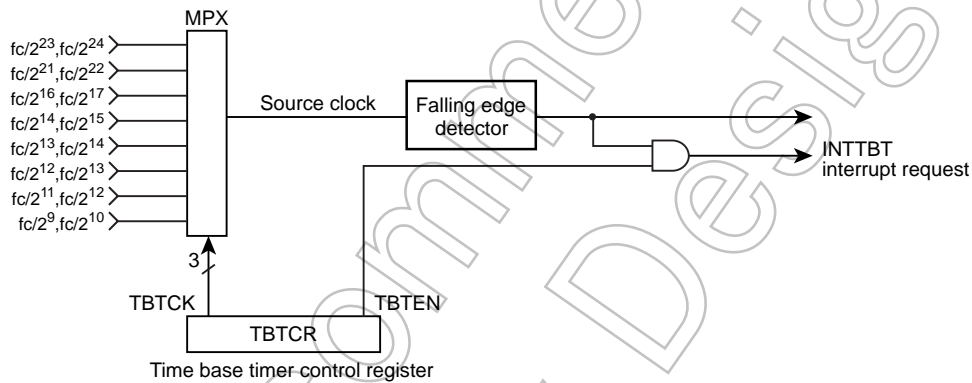 MPX
fc/2^23,fc/2^24
fc/2^21,fc/2^22
fc/2^16,fc/2^17
fc/2^14,fc/2^15
fc/2^13,fc/2^14
fc/2^12,fc/2^13
fc/2^11,fc/2^12
fc/2^9,fc/2^10
Source clock
Falling edge
detector
INTTBT
interrupt request
3
TBTCK
TBTEN
TBTCR
Time base timer control register